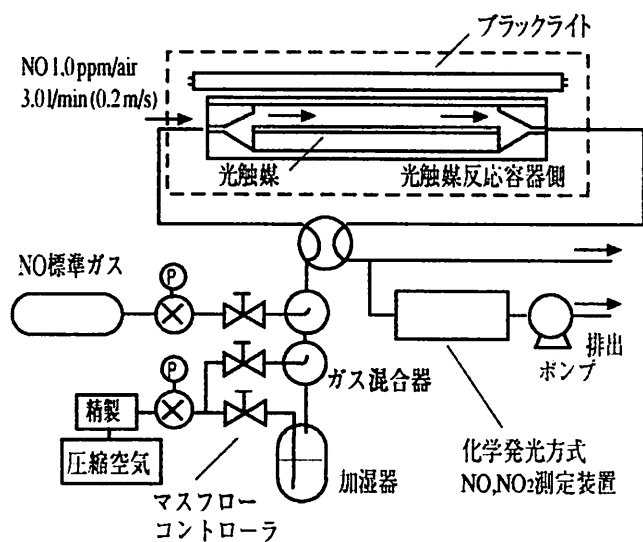 ブラックライト
NO 1.0 ppm/air
3.0 l/min (0.2 m/s)
光触媒
光触媒反応容器側
NO標準ガス
P
P
ガス混合器
精製
圧縮空気
マスフロー
コントローラ
加湿器
ポンプ
排出
化学発光方式
NO,NO2測定装置